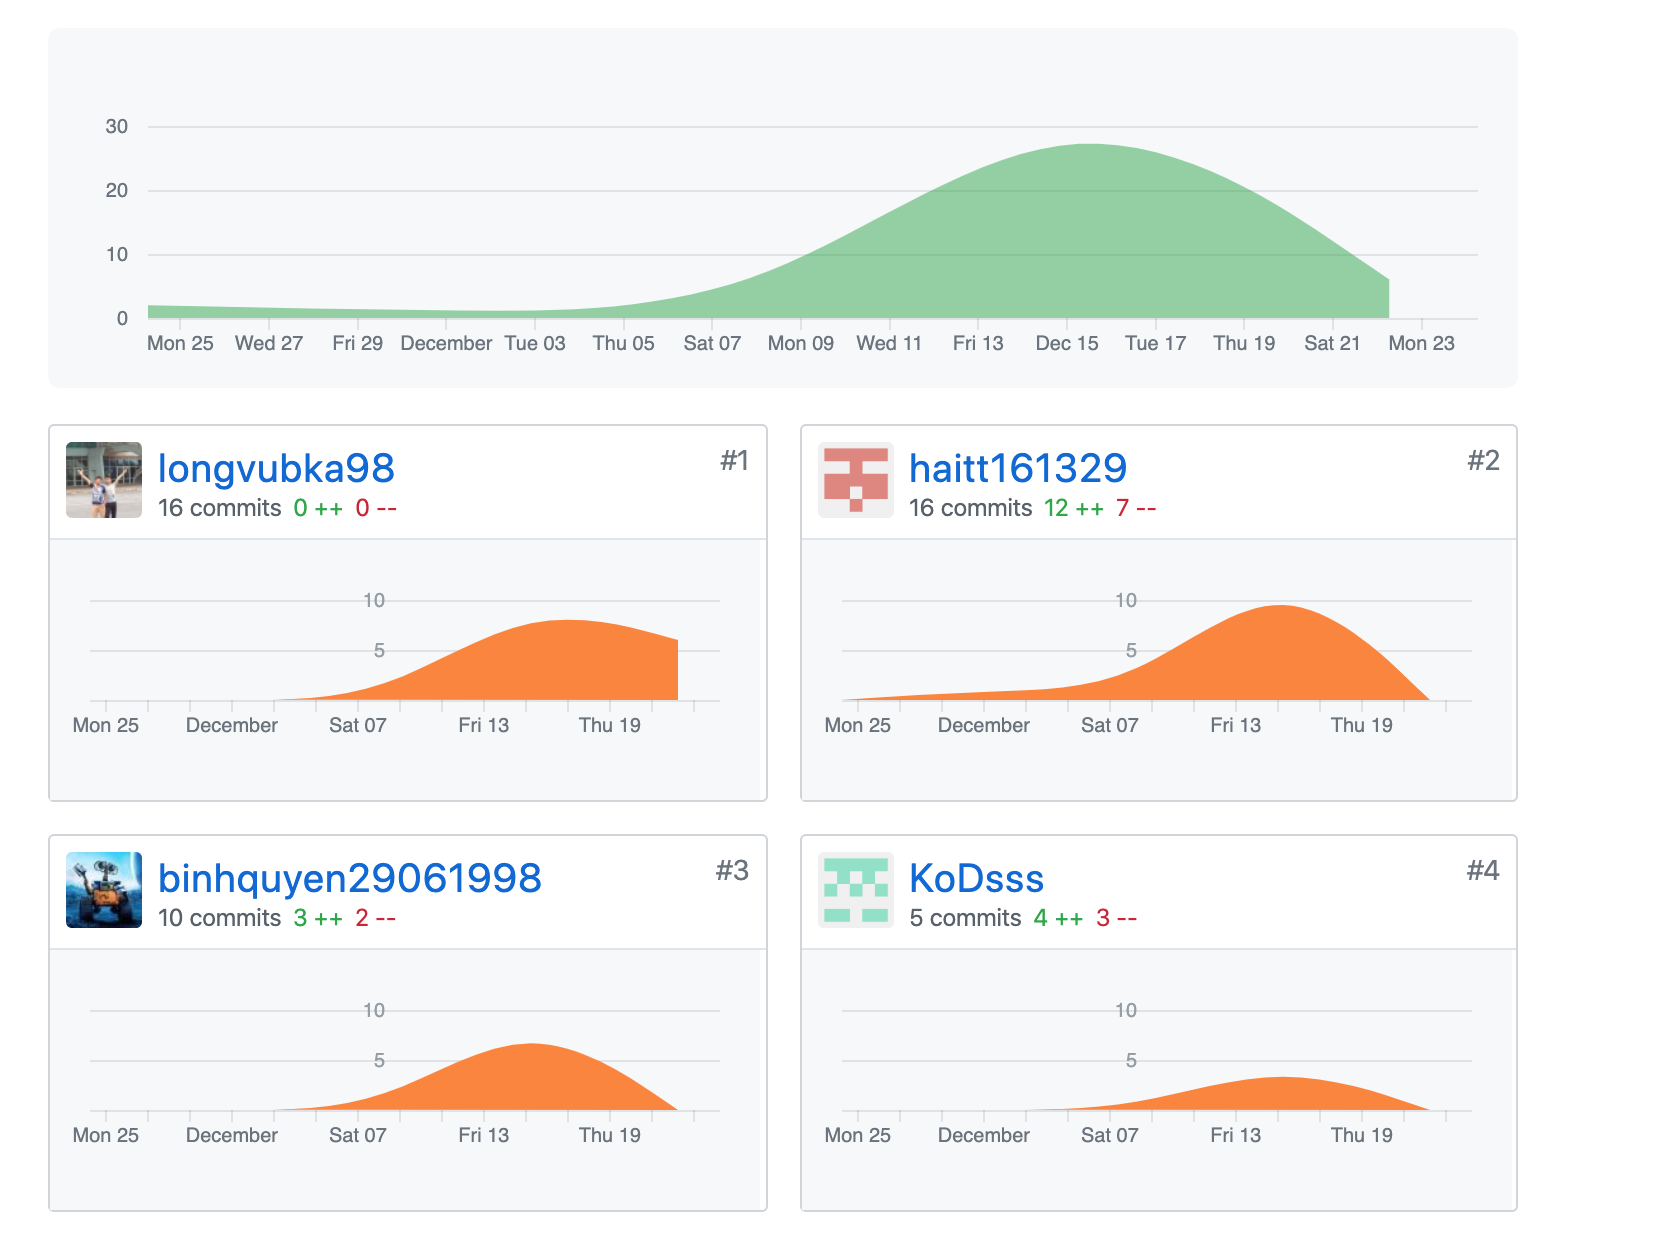 30
20
10
0
Mon 25 Wed 27 Fri 29 December Tue 03 Thu 05 Sat 07 Mon 09 Wed 11 Fri 13 Dec 15 Tue 17 Thu 19 Sat 21 Mon 23
longvubka98 #1
16 commits 0 ++ 0 --
10
5
Mon 25 December Sat 07 Fri 13 Thu 19
haitt161329 #2
16 commits 12 ++ 7 --
10
5
Mon 25 December Sat 07 Fri 13 Thu 19
binhquyen29061998 #3
10 commits 3 ++ 2 --
10
5
Mon 25 December Sat 07 Fri 13 Thu 19
KoDsss #4
5 commits 4 ++ 3 --
10
5
Mon 25 December Sat 07 Fri 13 Thu 19